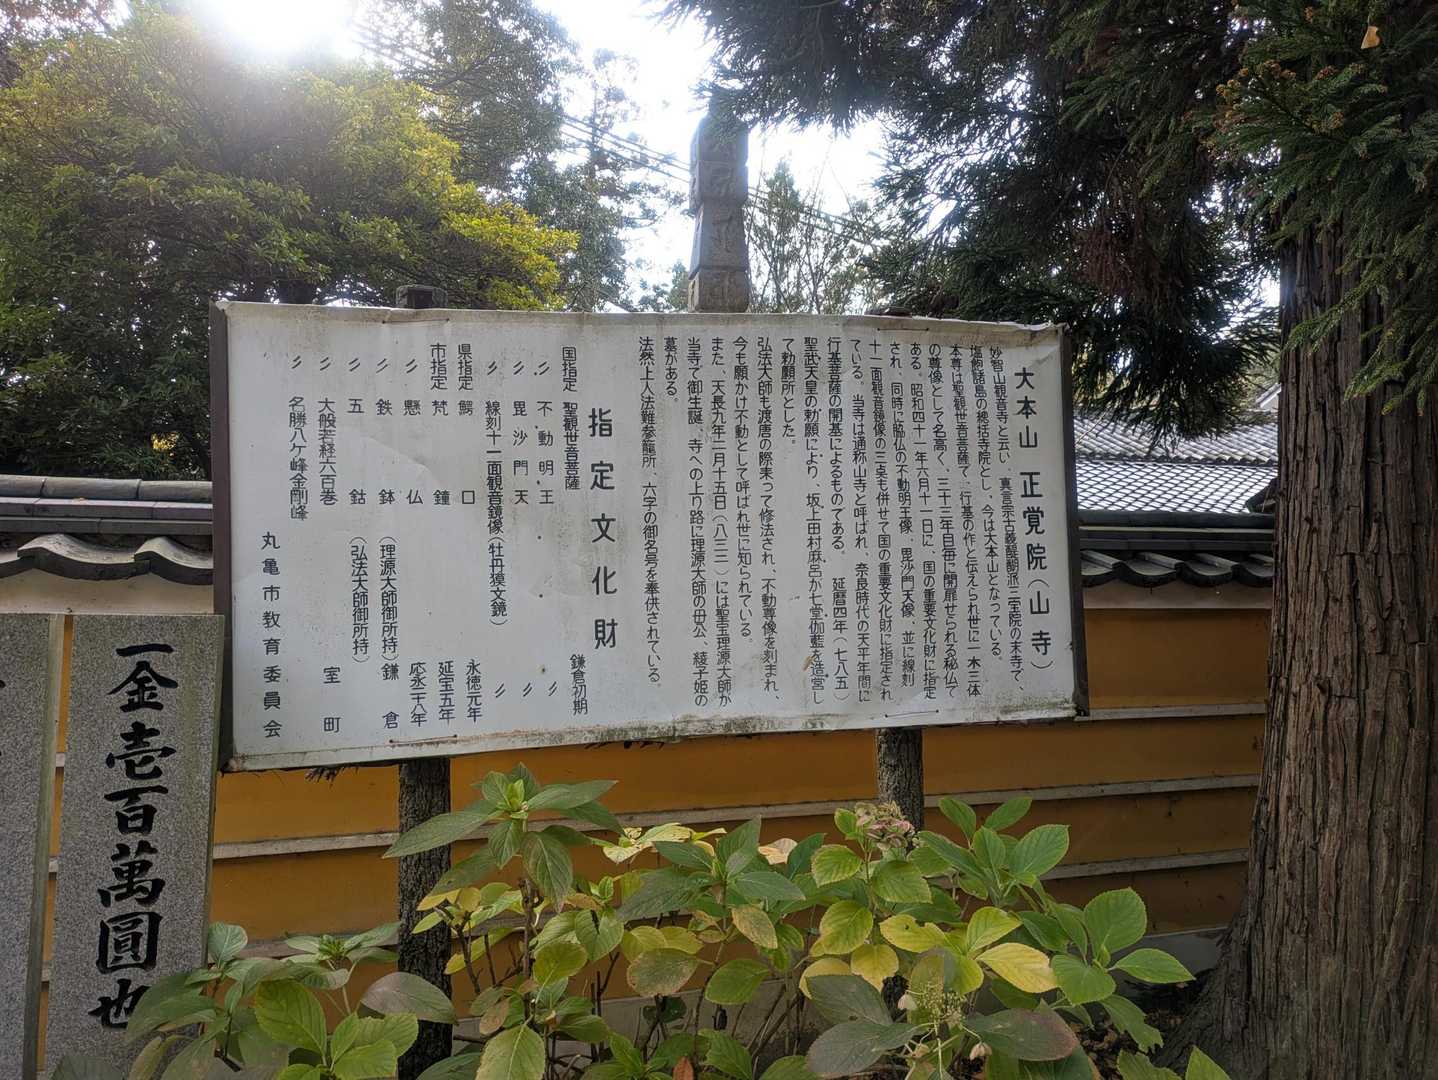 大本山 正覚院(山寺)
妙智山観音寺と云い、真言宗古義醍醐派三宝院の末寺で、
塩飽諸島の總括寺院とし、今は大本山となっている。
本尊は聖観世音菩薩で、行基の作と伝えられ世に一木三体
の尊像として名高く、三十三年目毎に開扉せられる秘仏で
ある。昭和四十一年六月十一日に、国の重要文化財に指定
され、同時に脇仏の不動明王像、毘沙門天像、並に線刻
十一面観音鏡像の三点も併せて国の重要文化財に指定され
ている。当寺は通称山寺と呼ばれ、奈良時代の天平年間に
行基菩薩の開基によるものである。延暦四年(七八五)
聖武天皇の勅願により、坂上田村麻呂が七堂伽藍を造営し
て勅願所とした。
弘法大師も渡唐の際来って修法され、不動尊像を刻まれ、
今も願かけ不動として呼ばれ世に知られている。
また、天長九年二月十五日(八三二)には聖宝理源大師が
当寺で御生誕、寺への上り路に理源大師の母公、綾子姫の
墓がある。
法然上人法難参籠所、六字の御名号を奉供されている
指定文化財
国指定 聖観世音菩薩 鎌倉初期
〃 不動明王 〃
〃 毘沙門天 〃
〃 線刻十一面観音鏡像(牡丹獏文鏡)
県指定 鰐口 永徳元年
市指定 梵鐘 延宝五年
〃 懸仏 応永二八年
〃 鉄鉢(理源大師御所持)鎌倉
〃 五鈷(弘法大師御所持)
〃 大般若経六百巻 室町
〃 名勝八ケ峰金剛峰
丸亀市教育委員会
一金壱百萬圓也